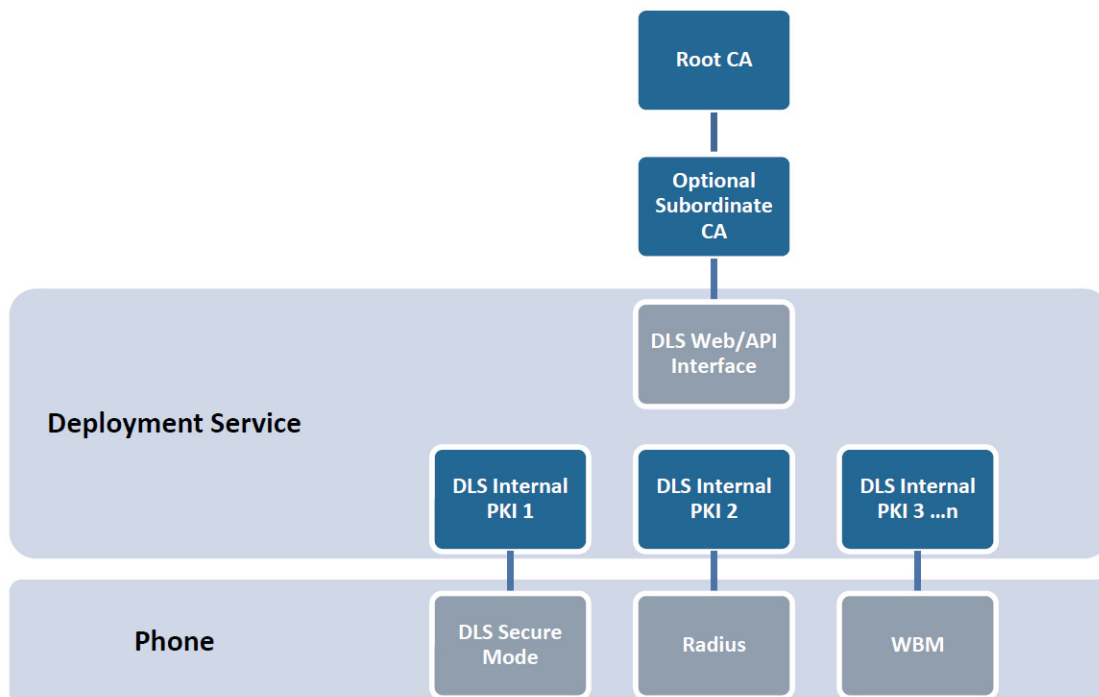 Root CA
Optional
Subordinate
CA
DLS Web/API
Interface
Deployment Service
DLS Internal
PKI 1
DLS Internal
PKI 2
DLS Internal
PKI 3 ...n
Phone
DLS Secure
Mode
Radius
WBM